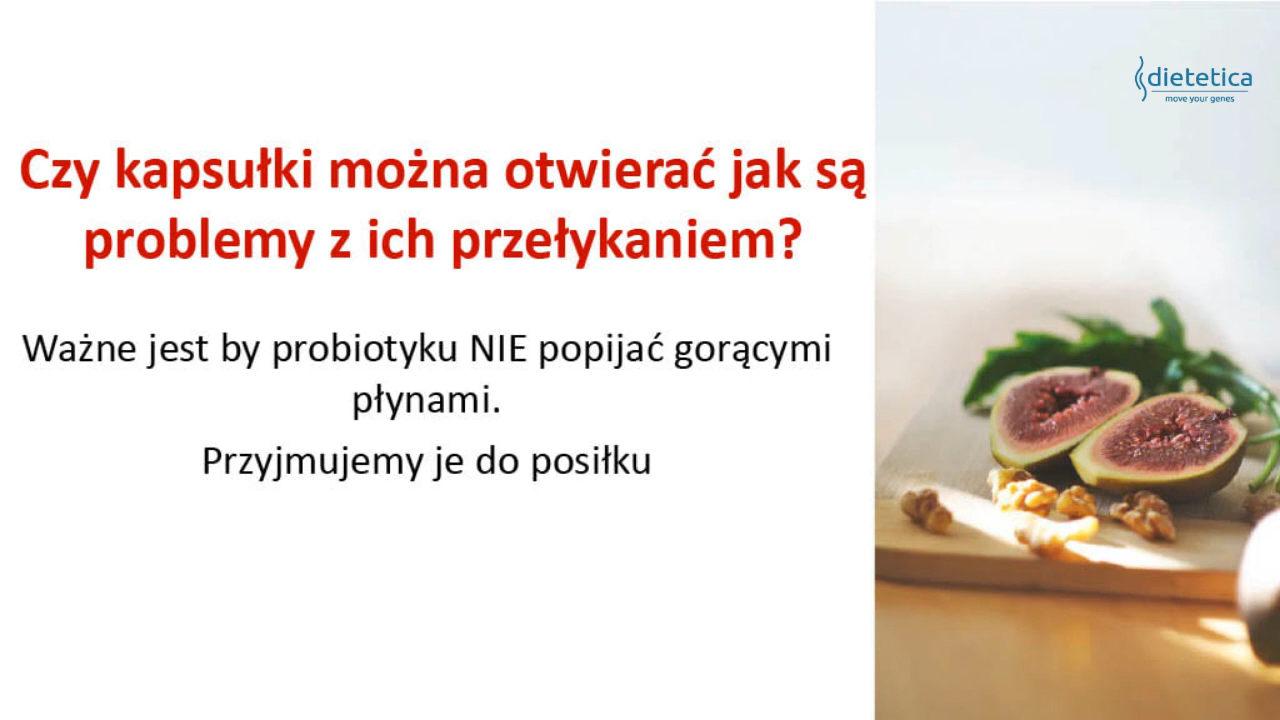 dietetica
move your genes
Czy kapsułki można otwierać jak są
problemy z ich przełykaniem?
Ważne jest by probiotyku NIE popijać gorącymi
płynami.
Przyjmujemy je do posiłku